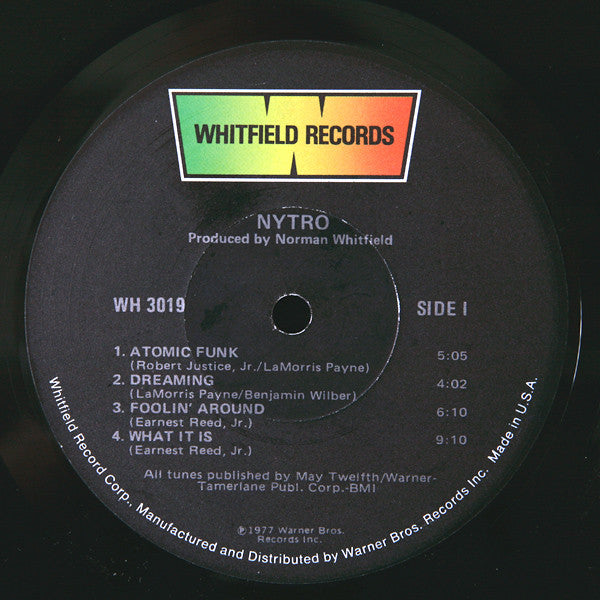 WHITFIELD RECORDS
NYTRO
Produced by Norman Whitfield
WH 3019
SIDE I
1. ATOMIC FUNK 5:05
(Robert Justice, Jr./LaMorris Payne)
2. DREAMING 4:02
(LaMorris Payne/Benjamin Wilber)
3. FOOLIN' AROUND 6:10
(Earnest Reed, Jr.)
4. WHAT IT IS 9:10
(Earnest Reed, Jr.)
All tunes published by May Twelfth/Warner-
Tamerlane Publ. Corp.-BMI
℗1977 Warner Bros.
Records Inc.
Whitfield Record Corp., Manufactured and Distributed by Warner Bros. Records Inc. Made in U.S.A.